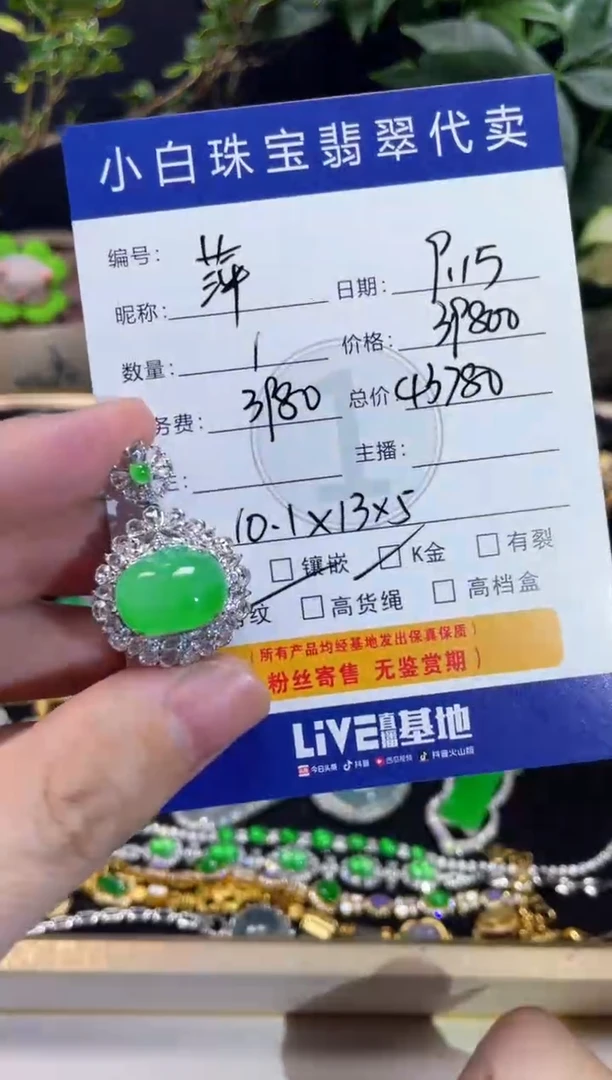 小白珠宝翡翠代卖
编号:
昵称: 萍 日期: 9.15
数量: 1 价格: 39800
务费: 3980 总价 43780
主播:
10.1×13×5
镶嵌 K金 有裂
纹 高货绳 高档盒
(所有产品均经基地发出保真保质)
粉丝寄售 无鉴赏期)
LiVE直播基地
今日头条 抖音 西瓜视频 抖音火山版